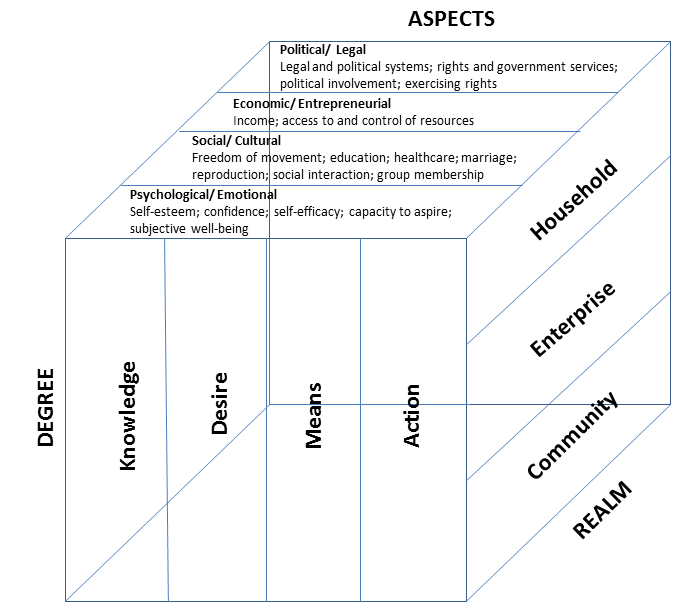 ASPECTS
Political/ Legal
Legal and political systems; rights and government services;
political involvement; exercising rights
Economic/ Entrepreneurial
Income; access to and control of resources
Social/ Cultural
Freedom of movement; education; healthcare; marriage;
reproduction; social interaction; group membership
Psychological/ Emotional
Self-esteem; confidence; self-efficacy; capacity to aspire;
subjective well-being
Household
Enterprise
Community
REALM
DEGREE
Knowledge
Desire
Means
Action